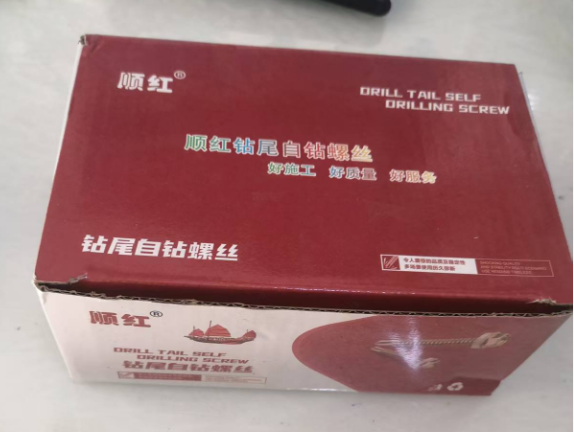 顺红®
DRILL TAIL SELF
DRILLING SCREW
顺红钻尾自钻螺丝
好施工 好质量 好服务
钻尾自钻螺丝
顺红®
DRILL TAIL SELF
DRILLING SCREW
钻尾自钻螺丝